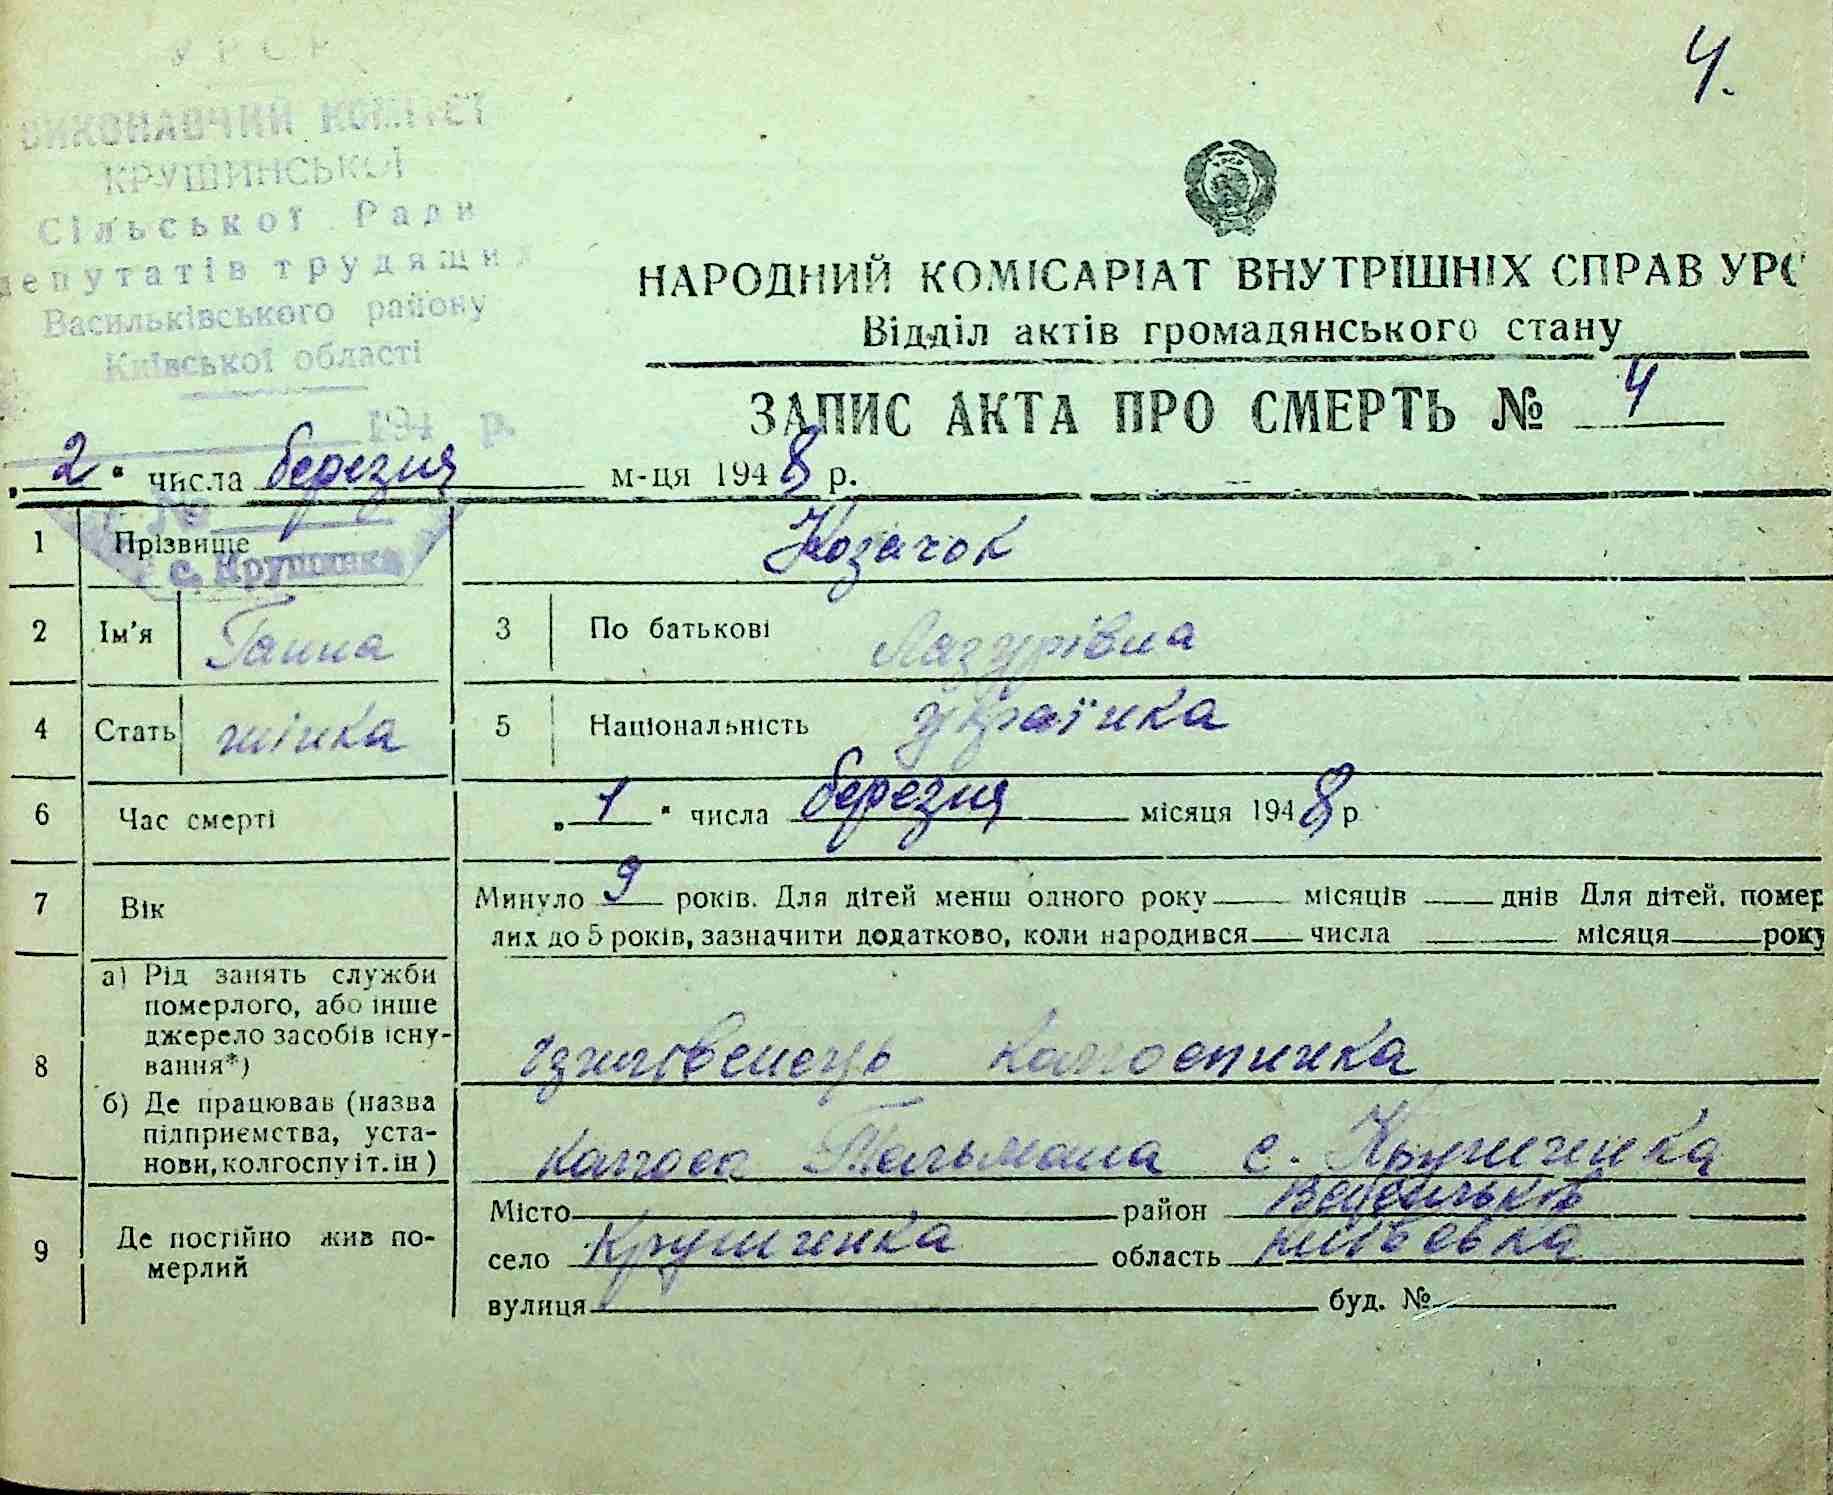 4.
УРСР
ВИКОНАВЧИЙ КОМІТЕТ
КРУШИНСЬКОЇ
Сільської Ради
депутатів трудящих
Васильківського району
Київської області
194 р.
№
с. Крушинка
НАРОДНИЙ КОМІСАРІАТ ВНУТРІШНІХ СПРАВ УРС
Відділ актів громадянського стану
ЗАПИС АКТА ПРО СМЕРТЬ № 4
„2" числа березня м-ця 1948 р.
1 Прізвище Козачок
2 Ім'я Ганна 3 По батькові Лазурівна
4 Стать жінка 5 Національність українка
6 Час смерті „1" числа березня місяця 1948 р
7 Вік Минуло 9 років. Для дітей менш одного року місяців днів Для дітей, помер
лих до 5 років, зазначити додатково, коли народився числа місяця року
8 а) Рід занять служби
померлого, або інше
джерело засобів існу-
вання*) колгоспника
б) Де працював (назва
підприємства, уста-
нови, колгоспу і т. ін) колгосп Тельмана с.
9 Де постійно жив по-
мерлий
Місто район
село область
вулиця буд. №